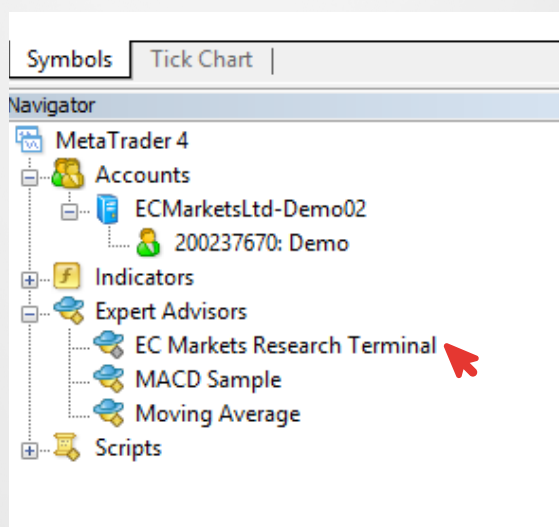 Symbols Tick Chart
Navigator
MetaTrader 4
Accounts
ECMarketsLtd-Demo02
200237670: Demo
Indicators
Expert Advisors
EC Markets Research Terminal
MACD Sample
Moving Average
Scripts